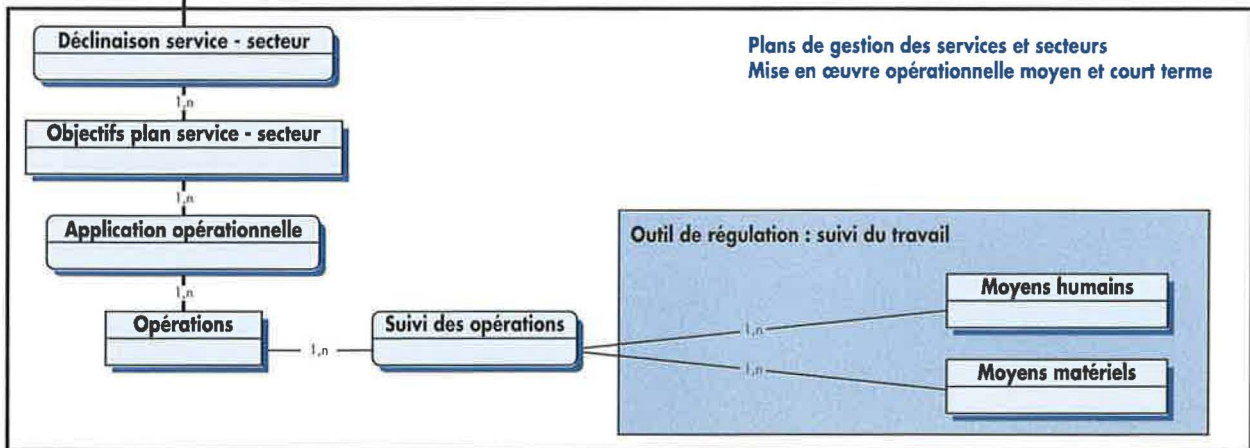 Déclinaison service - secteur
Plans de gestion des services et secteurs
Mise en œuvre opérationnelle moyen et court terme
1,n
Objectifs plan service - secteur
1,n
Application opérationnelle
Outil de régulation : suivi du travail
1,n
Moyens humains
Opérations
Suivi des opérations
1,n
1,n
1,n
Moyens matériels